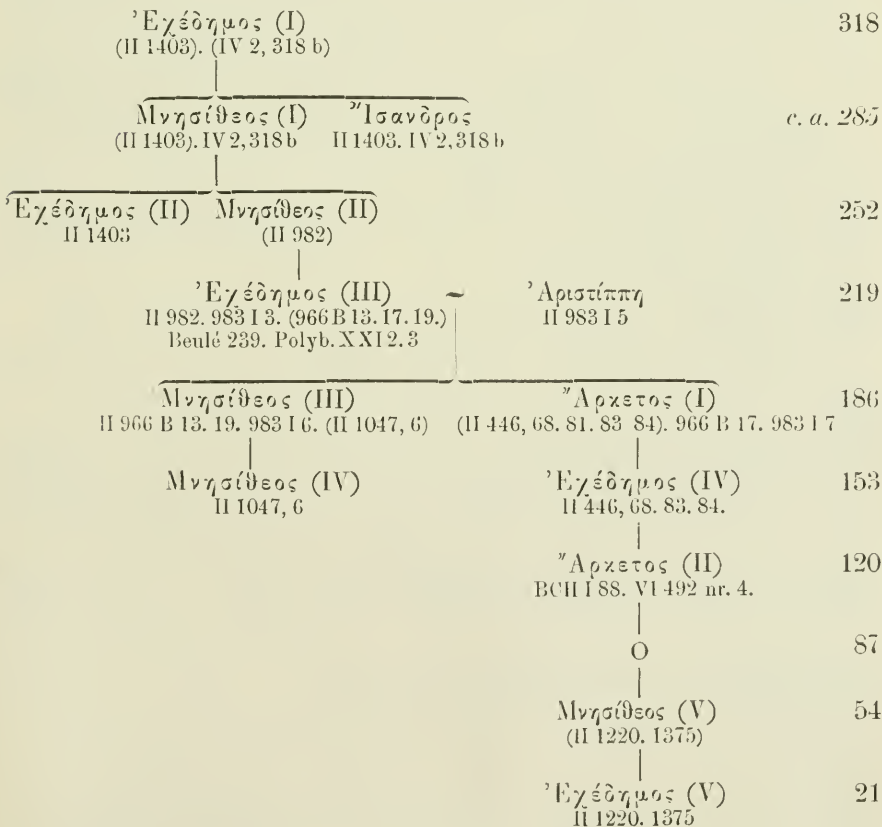 Ἐχέδημος (I) 318
(II 1403). (IV 2, 318 b)
Μνησίθεος (I) Ἴσανδρος c. a. 285
(II 1403). IV 2, 318 b II 1403. IV 2, 318 b
Ἐχέδημος (II) Μνησίθεος (II) 252
II 1403 (II 982)
Ἐχέδημος (III) ~ Ἀριστίππη 219
II 982. 983 I 3. (966 B 13. 17. 19.) II 983 I 5
Beulé 239. Polyb. XXI 2. 3
Μνησίθεος (III) Ἄρκετος (I) 186
II 966 B 13. 19. 983 I 6. (II 1047, 6) (II 446, 68. 81. 83 84). 966 B 17. 983 I 7
Μνησίθεος (IV) Ἐχέδημος (IV) 153
II 1047, 6 II 446, 68. 83. 84.
Ἄρκετος (II) 120
BCH I 88. VI 492 nr. 4.
O 87
Μνησίθεος (V) 54
(II 1220. 1375)
Ἐχέδημος (V) 21
II 1220. 1375